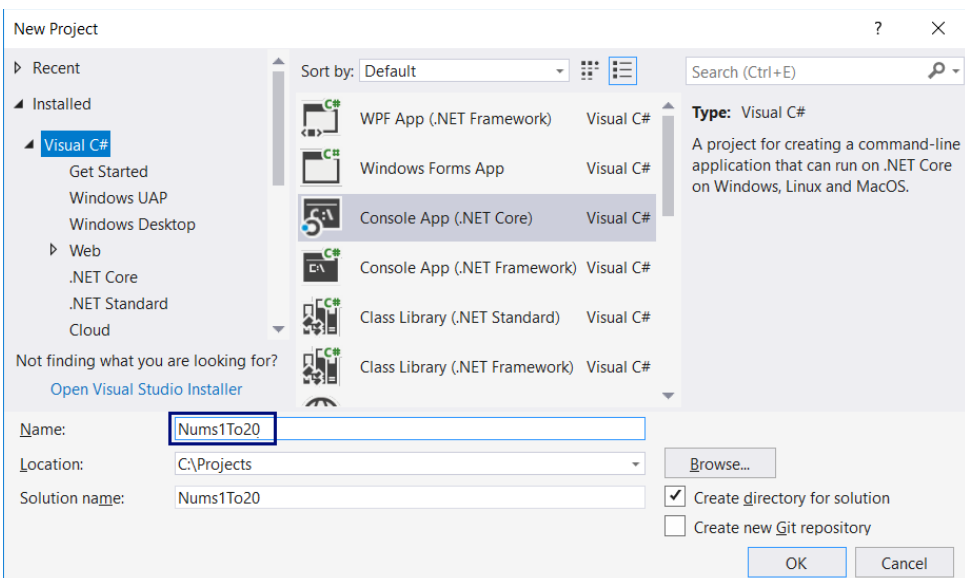 New Project
?
Recent
Installed
Visual C#
Get Started
Windows UAP
Windows Desktop
Web
.NET Core
.NET Standard
Cloud
Not finding what you are looking for?
Open Visual Studio Installer
Sort by: Default
C# WPF App (.NET Framework) Visual C#
C# Windows Forms App Visual C#
C:\ Console App (.NET Core) Visual C#
C# C:\ Console App (.NET Framework) Visual C#
C# Class Library (.NET Standard) Visual C#
C# Class Library (.NET Framework) Visual C#
Search (Ctrl+E)
Type: Visual C#
A project for creating a command-line
application that can run on .NET Core
on Windows, Linux and MacOS.
Name: Nums1To20
Location: C:\Projects
Browse...
Solution name: Nums1To20
Create directory for solution
Create new Git repository
OK Cancel